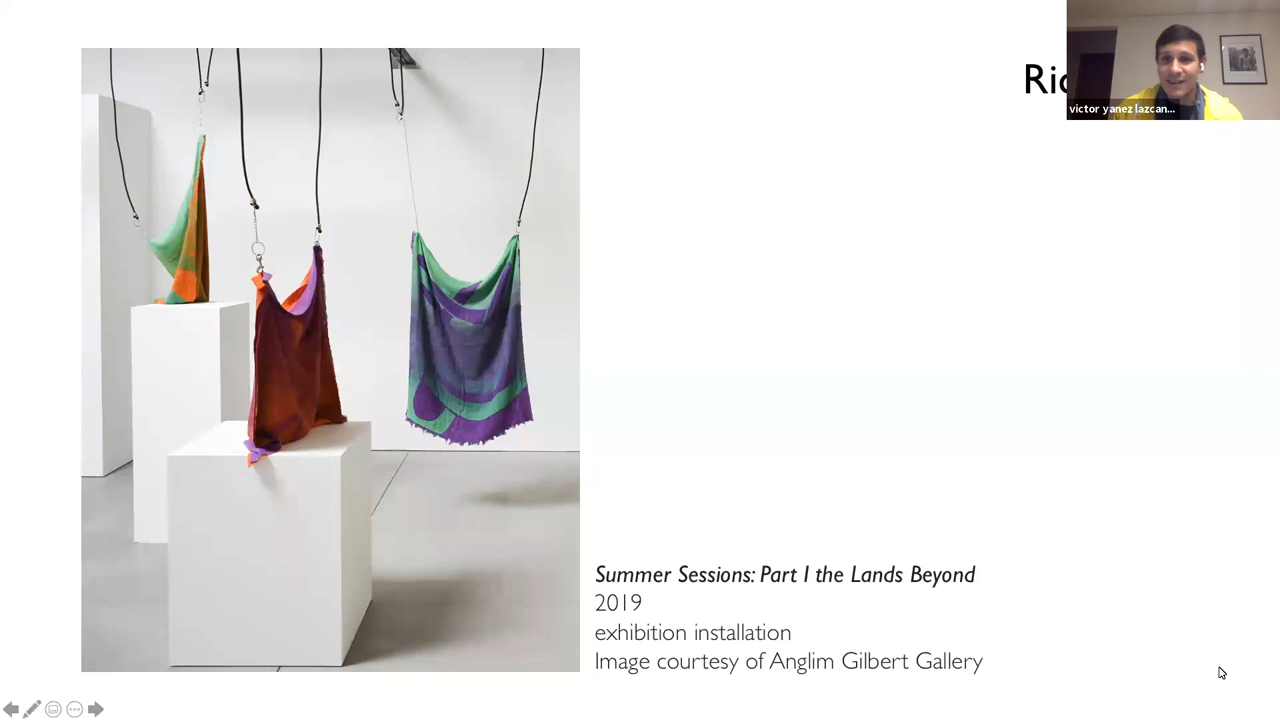 Ric
victor yanez lazcan...
Summer Sessions: Part I the Lands Beyond
2019
exhibition installation
Image courtesy of Anglim Gilbert Gallery